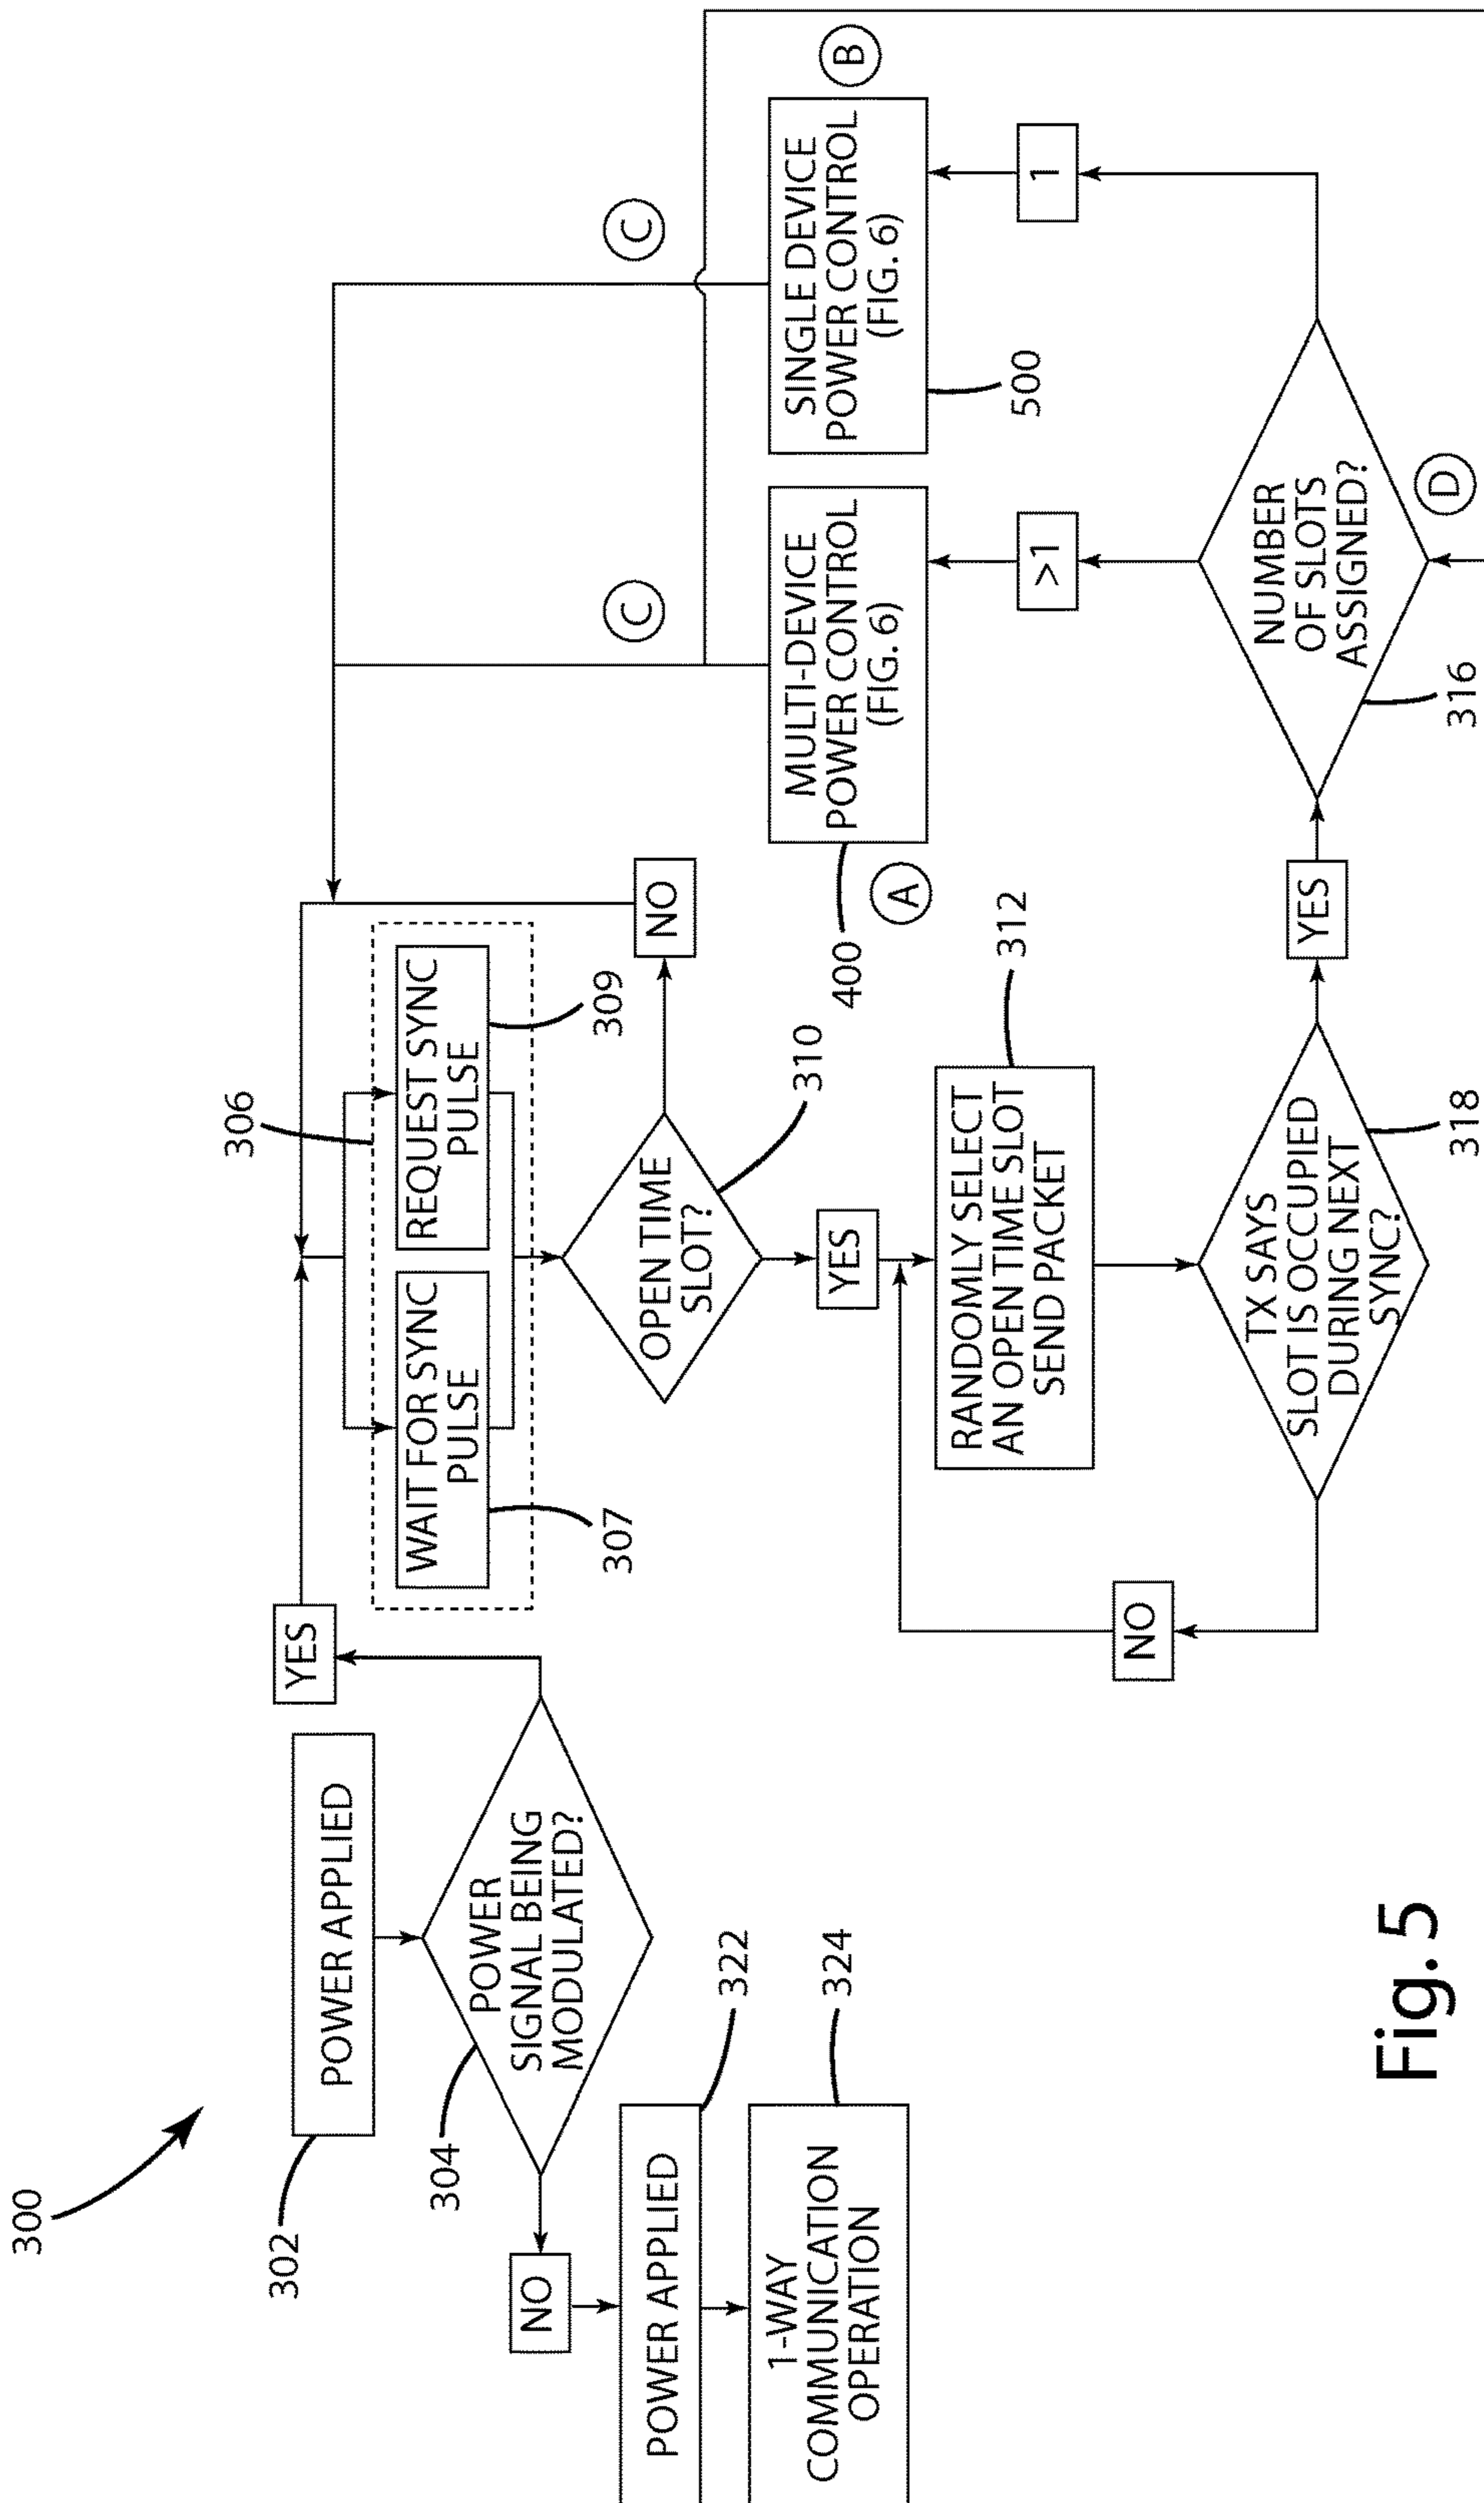 300
302
POWER APPLIED
304
POWER
SIGNAL BEING
MODULATED?
NO
322
POWER APPLIED
324
1-WAY
COMMUNICATION
OPERATION
YES
306
WAIT FOR SYNC
PULSE
307
REQUEST SYNC
PULSE
309
OPEN TIME
SLOT?
310
NO
YES
RANDOMLY SELECT
AN OPEN TIME SLOT
SEND PACKET
312
TX SAYS
SLOT IS OCCUPIED
DURING NEXT
SYNC?
318
NO
YES
NUMBER
OF SLOTS
ASSIGNED?
316
D
>1
1
MULTI-DEVICE
POWER CONTROL
(FIG. 6)
400
A
C
SINGLE DEVICE
POWER CONTROL
(FIG. 6)
500
B
C
Fig. 5